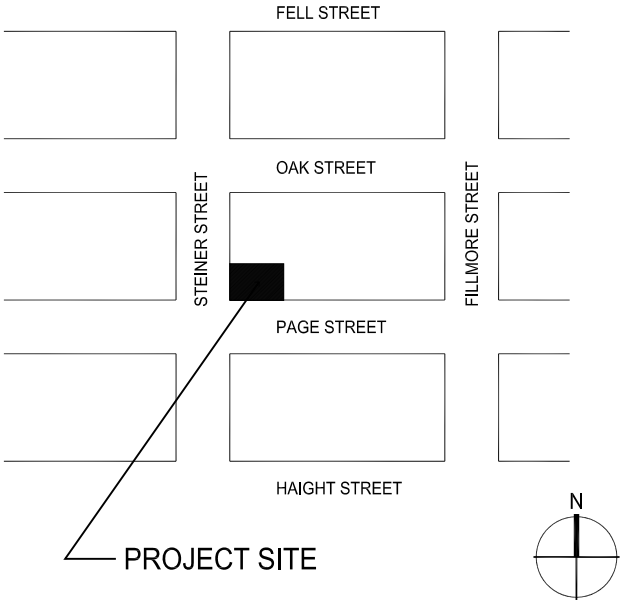 FELL STREET
OAK STREET
STEINER STREET
FILLMORE STREET
PAGE STREET
HAIGHT STREET
N
PROJECT SITE